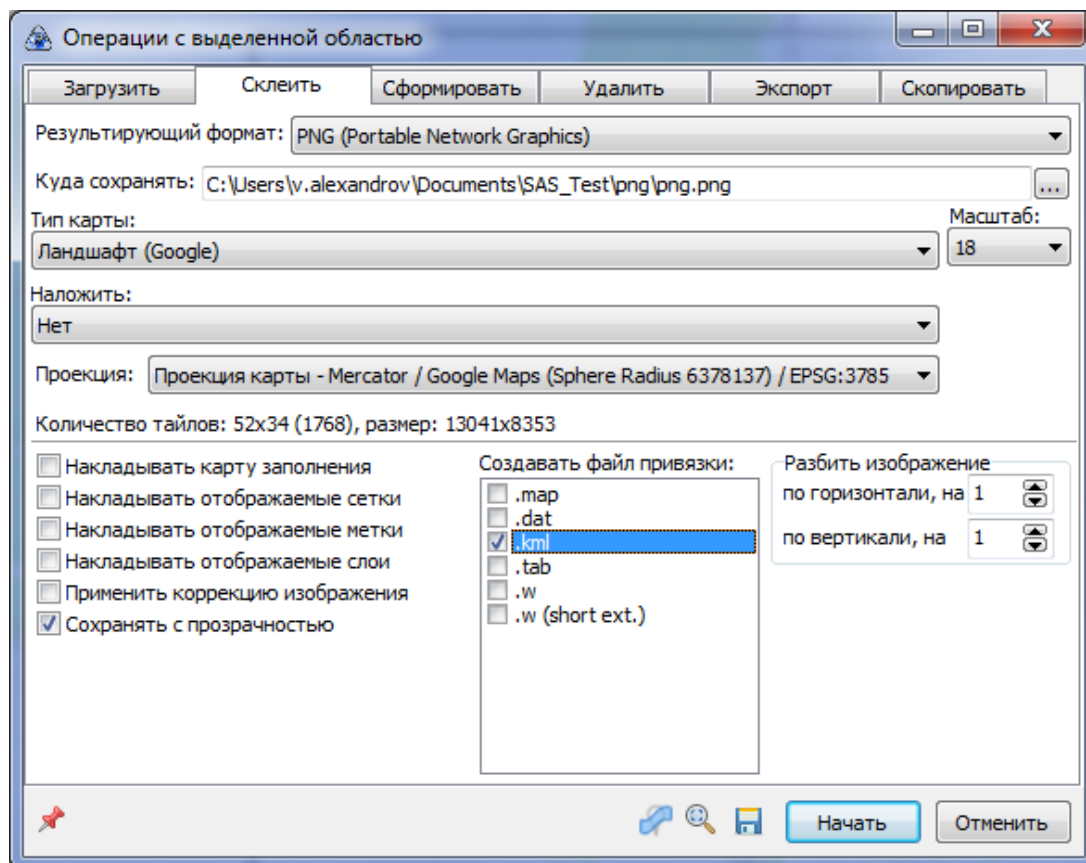 Операции с выделенной областью
Загрузить Склеить Сформировать Удалить Экспорт Скопировать
Результирующий формат: PNG (Portable Network Graphics)
Куда сохранять: C:\Users\v.alexandrov\Documents\SAS_Test\png\png.png ...
Тип карты: Масштаб:
Ландшафт (Google) 18
Наложить:
Нет
Проекция: Проекция карты - Mercator / Google Maps (Sphere Radius 6378137) / EPSG:3785
Количество тайлов: 52x34 (1768), размер: 13041x8353
Накладывать карту заполнения
Накладывать отображаемые сетки
Накладывать отображаемые метки
Накладывать отображаемые слои
Применить коррекцию изображения
Сохранять с прозрачностью
Создавать файл привязки:
.map
.dat
.kml
.tab
.w
.w (short ext.)
Разбить изображение
по горизонтали, на 1
по вертикали, на 1
Начать Отменить